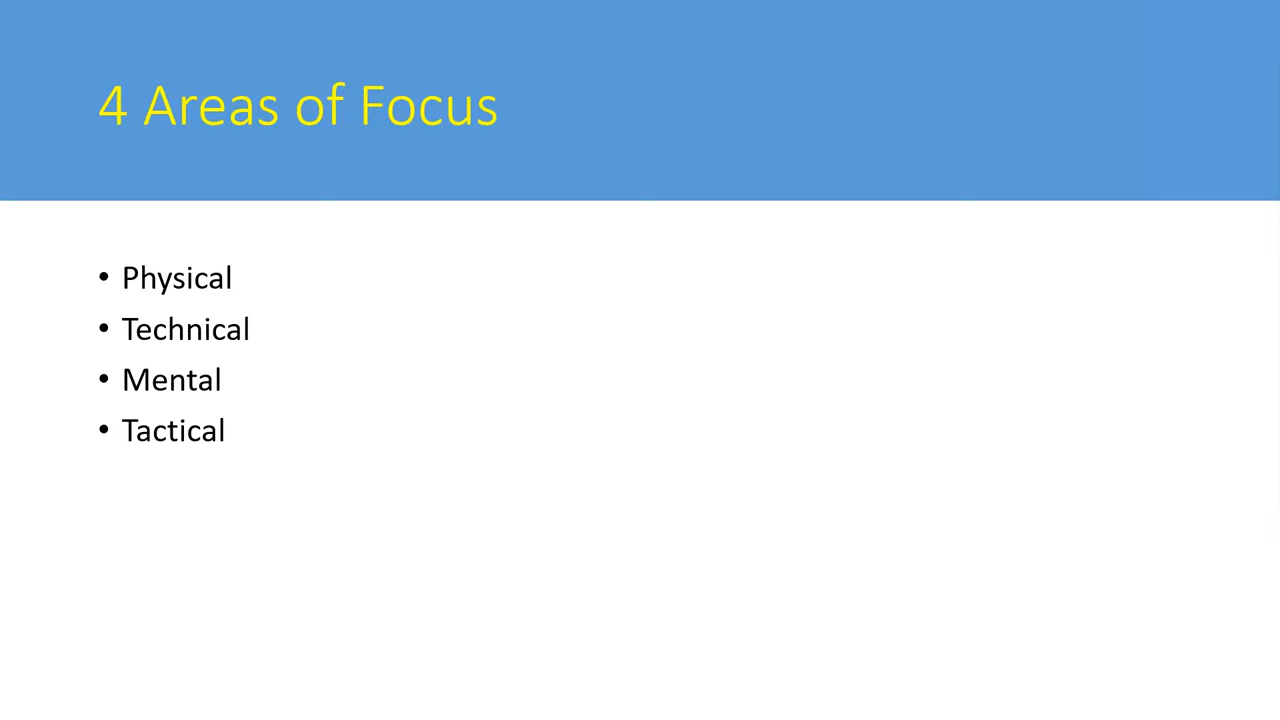 4 Areas of Focus
• Physical
• Technical
• Mental
• Tactical